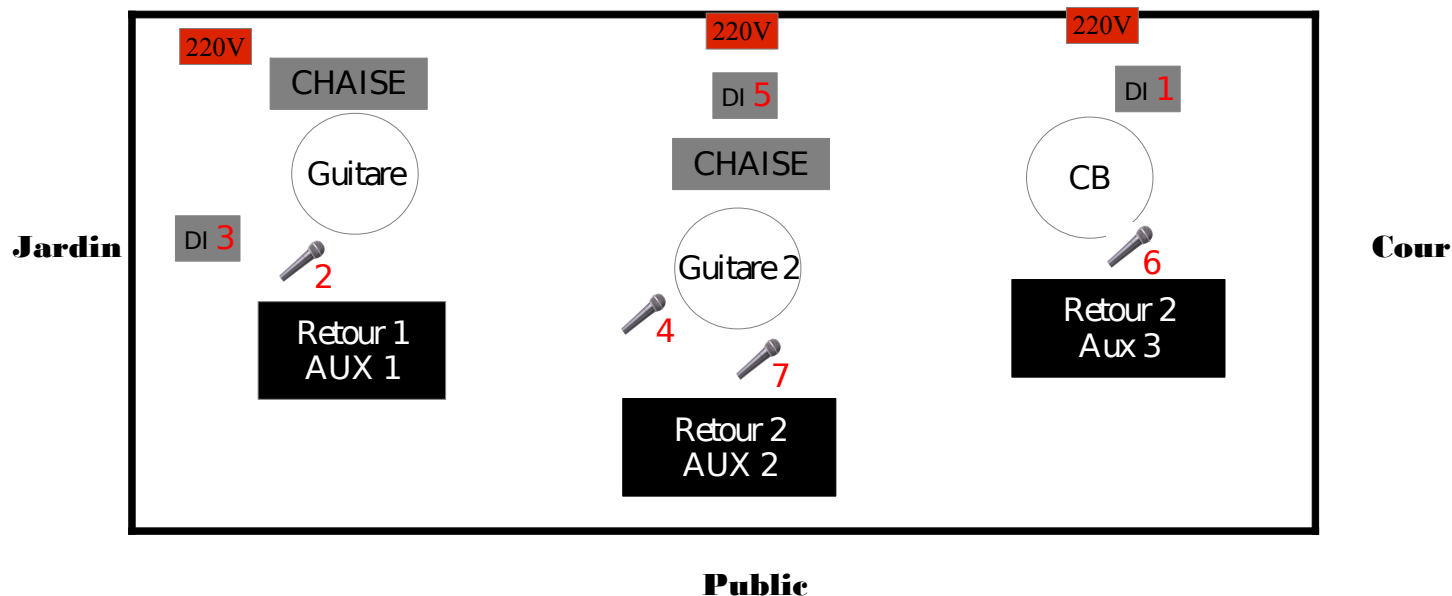 220V
220V
220V
CHAISE
DI 5
DI 1
CHAISE
Guitare
CB
DI 3
Jardin
Cour
2
Guitare 2
6
4
7
Retour 1
AUX 1
Retour 2
Aux 3
Retour 2
AUX 2
Public